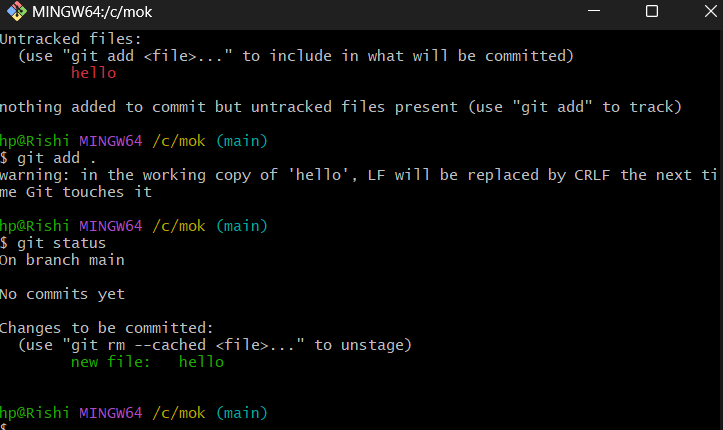 MINGW64:/c/mok
Untracked files:
  (use "git add <file>..." to include in what will be committed)
        hello

nothing added to commit but untracked files present (use "git add" to track)

hp@Rishi MINGW64 /c/mok (main)
$ git add .
warning: in the working copy of 'hello', LF will be replaced by CRLF the next ti
me Git touches it

hp@Rishi MINGW64 /c/mok (main)
$ git status
On branch main

No commits yet

Changes to be committed:
  (use "git rm --cached <file>..." to unstage)
        new file:   hello


hp@Rishi MINGW64 /c/mok (main)
$